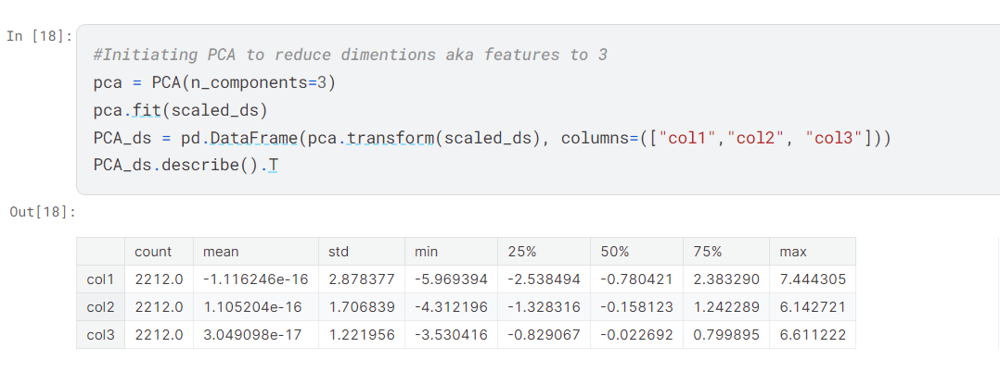 In [18]:
#Initiating PCA to reduce dimentions aka features to 3
pca = PCA(n_components=3)
pca.fit(scaled_ds)
PCA_ds = pd.DataFrame(pca.transform(scaled_ds), columns=(["col1","col2", "col3"]))
PCA_ds.describe().T
Out[18]:
count mean std min 25% 50% 75% max
col1 2212.0 -1.116246e-16 2.878377 -5.969394 -2.538494 -0.780421 2.383290 7.444305
col2 2212.0 1.105204e-16 1.706839 -4.312196 -1.328316 -0.158123 1.242289 6.142721
col3 2212.0 3.049098e-17 1.221956 -3.530416 -0.829067 -0.022692 0.799895 6.611222